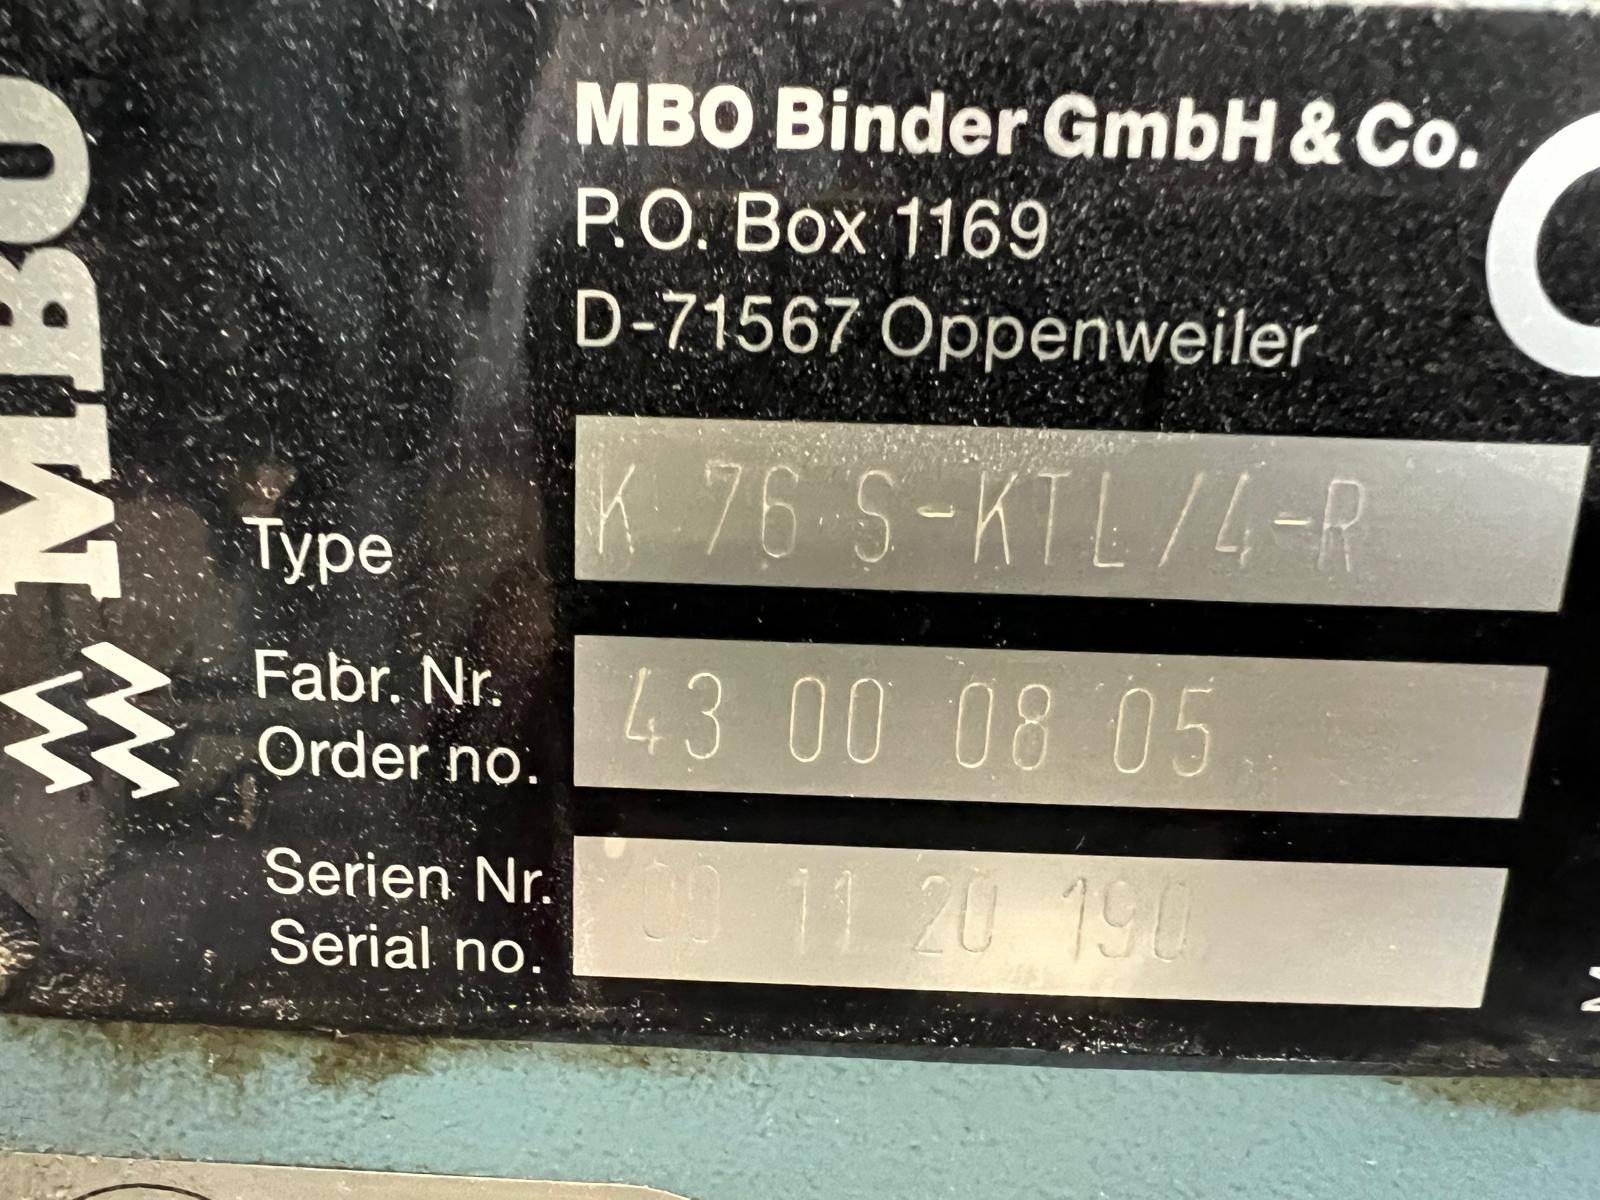 MBO
MBO Binder GmbH & Co.
P.O. Box 1169
D-71567 Oppenweiler
Type K 76 S-KTL/4-R
Fabr. Nr.
Order no. 43 00 08 05
Serien Nr.
Serial no. 09 11 20 190